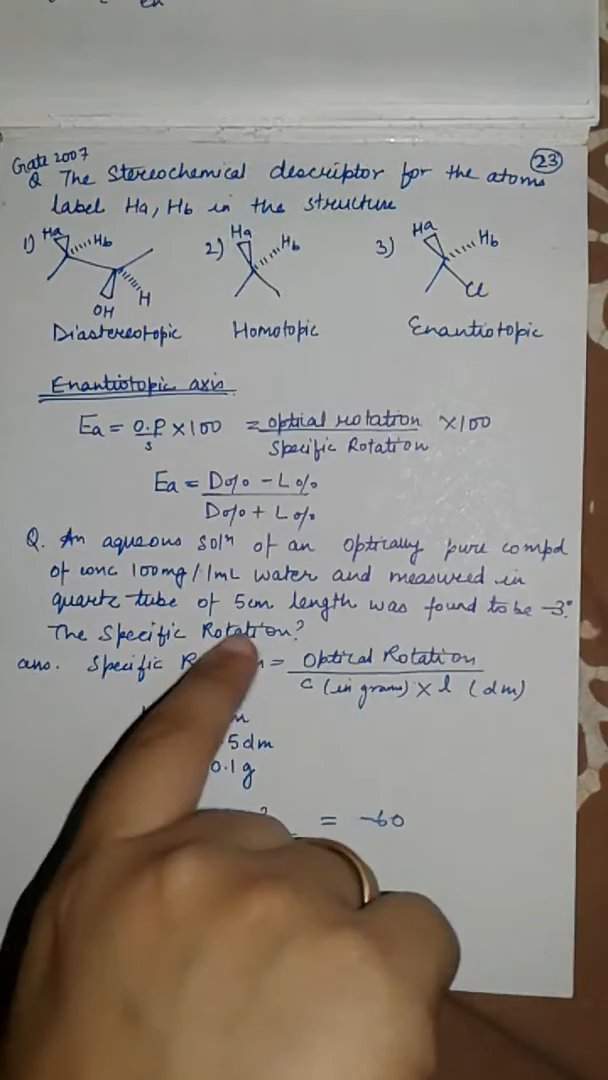 en
Gate 2007
(23)
Q The Stereochemical descriptor for the atoms
label Ha, Hb in the structure
1) Ha Hb OH H
2) Ha Hb
3) Ha Hb Cl
Diastereotopic Homotopic Enantiotopic
Enantiotopic axis
Ea = O.P/s × 100 = optical rotation/Specific Rotation × 100
Ea = D% - L%/D% + L%
Q. An aqueous solⁿ of an optically pure compd
of conc 100mg/1mL water and measured in
quartz tube of 5cm length was found to be -3°.
The Specific Rotation?
ans. Specific = Optical Rotation/c (in grams) × l (dm)
5dm
0.1g
= -60